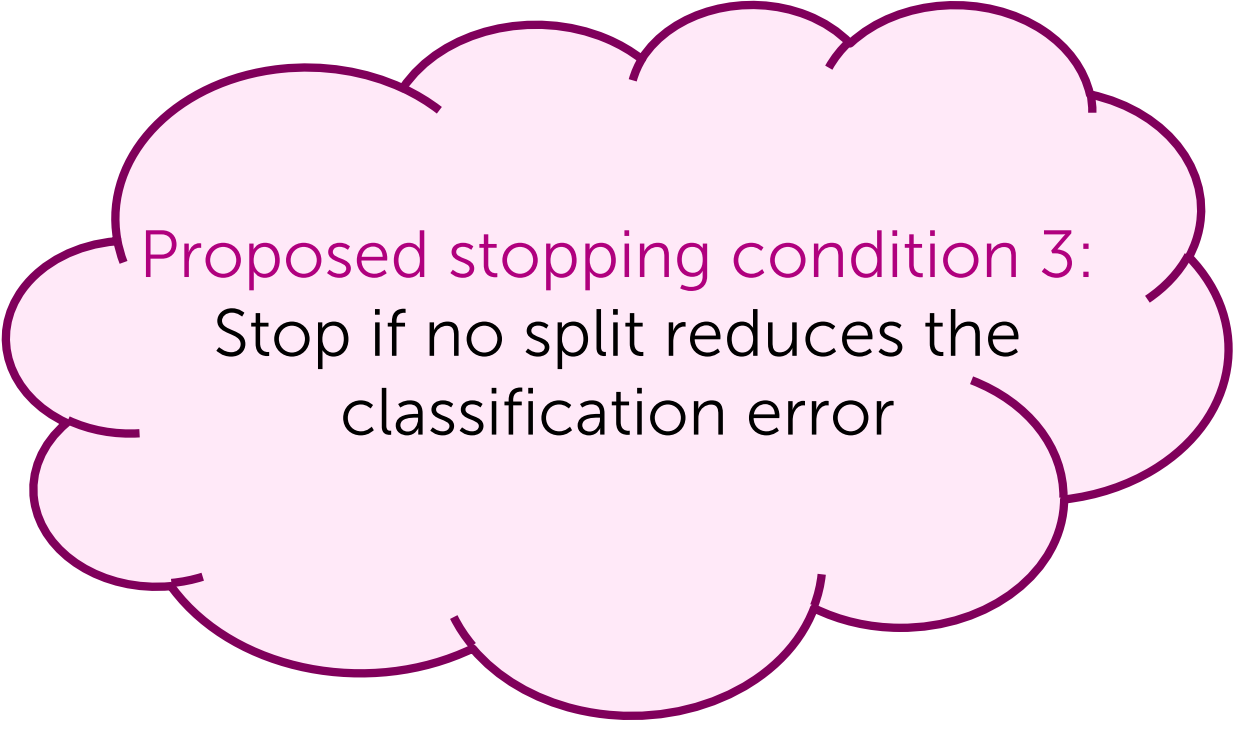 Proposed stopping condition 3:
Stop if no split reduces the
classification error